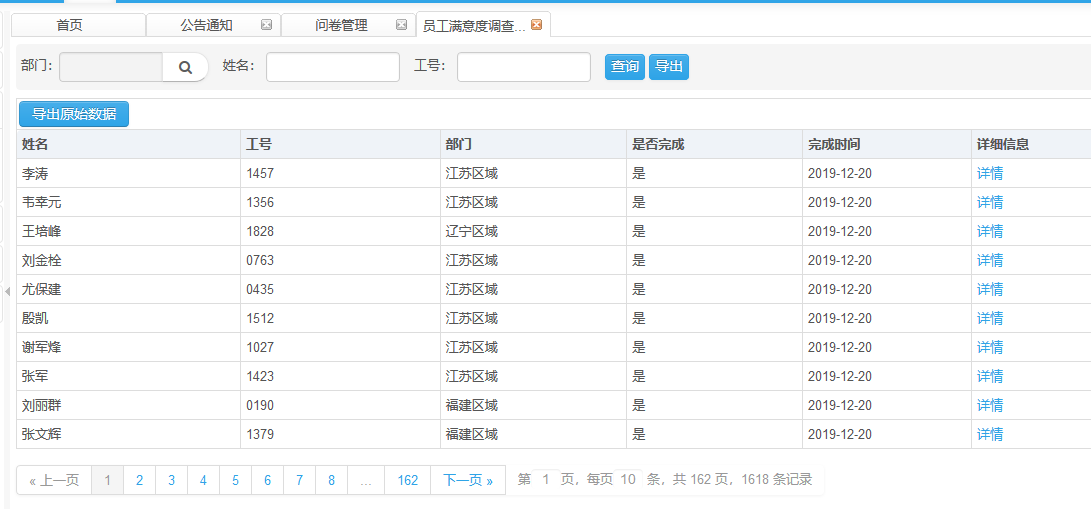 首页 公告通知 问卷管理 员工满意度调查...
部门: 姓名: 工号: 查询 导出
导出原始数据
姓名 工号 部门 是否完成 完成时间 详细信息
李涛 1457 江苏区域 是 2019-12-20 详情
韦幸元 1356 江苏区域 是 2019-12-20 详情
王培峰 1828 辽宁区域 是 2019-12-20 详情
刘金栓 0763 江苏区域 是 2019-12-20 详情
尤保建 0435 江苏区域 是 2019-12-20 详情
殷凯 1512 江苏区域 是 2019-12-20 详情
谢军烽 1027 江苏区域 是 2019-12-20 详情
张军 1423 江苏区域 是 2019-12-20 详情
刘丽群 0190 福建区域 是 2019-12-20 详情
张文辉 1379 福建区域 是 2019-12-20 详情
« 上一页 1 2 3 4 5 6 7 8 ... 162 下一页 » 第 1 页，每页 10 条，共 162 页，1618 条记录